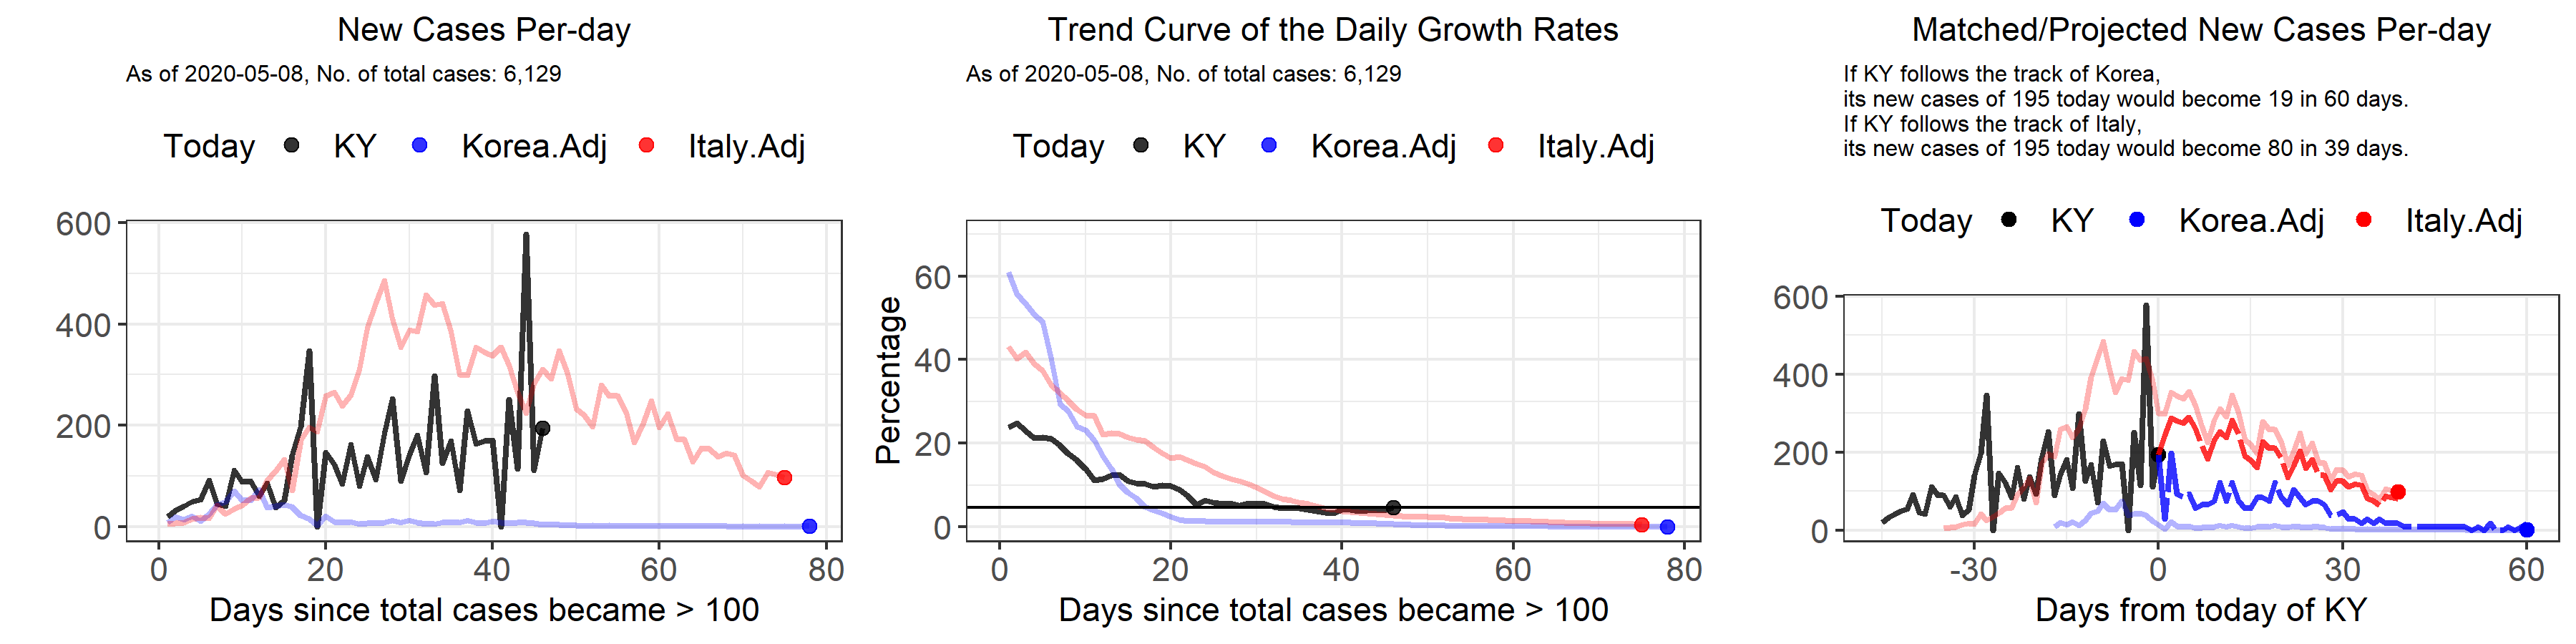 New Cases Per-day
As of 2020-05-08, No. of total cases: 6,129
Today KY Korea.Adj Italy.Adj
600
400
200
0
0 20 40 60 80
Days since total cases became > 100
Trend Curve of the Daily Growth Rates
As of 2020-05-08, No. of total cases: 6,129
Today KY Korea.Adj Italy.Adj
Percentage
60
40
20
0
0 20 40 60 80
Days since total cases became > 100
Matched/Projected New Cases Per-day
If KY follows the track of Korea,
its new cases of 195 today would become 19 in 60 days.
If KY follows the track of Italy,
its new cases of 195 today would become 80 in 39 days.
Today KY Korea.Adj Italy.Adj
600
400
200
0
-30 0 30 60
Days from today of KY